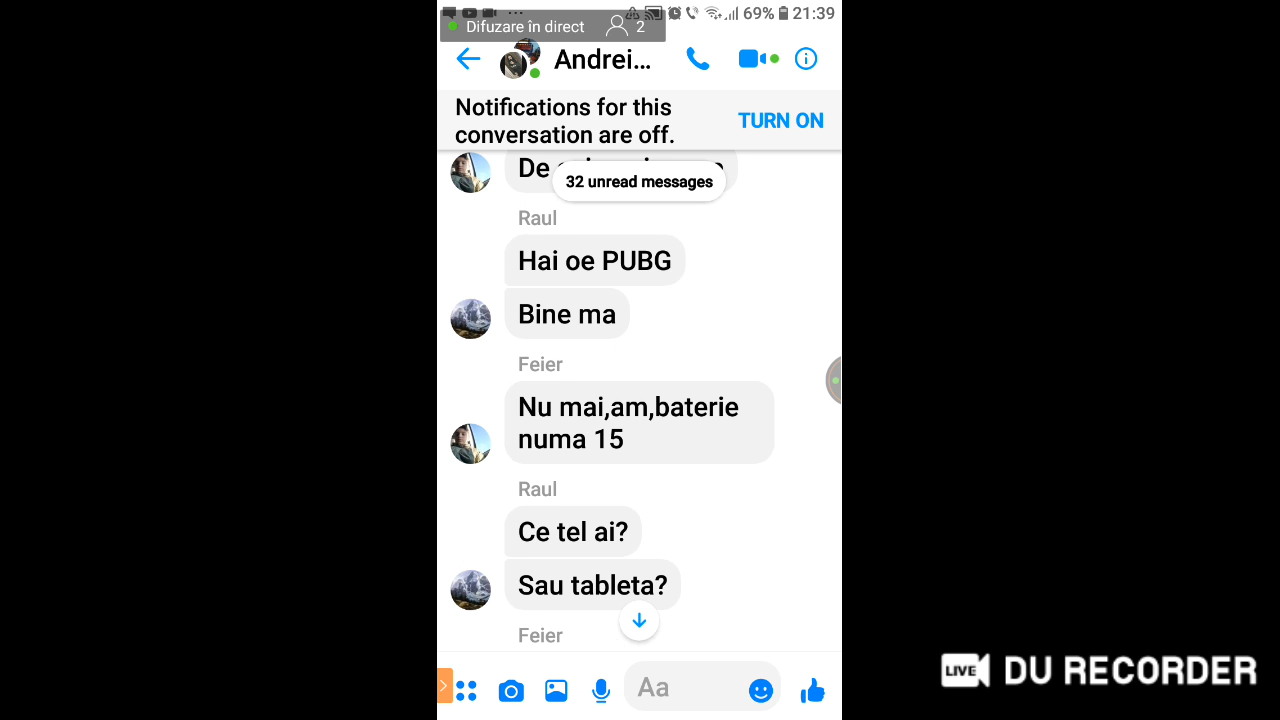 69% 21:39
Difuzare în direct 2
Andrei...
Notifications for this
conversation are off.
TURN ON
De
32 unread messages
Raul
Hai oe PUBG
Bine ma
Feier
Nu mai,am,baterie
numa 15
Raul
Ce tel ai?
Sau tableta?
Feier
Aa
LIVE DU RECORDER